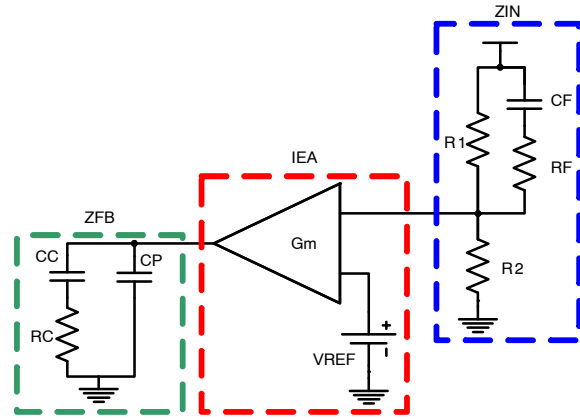 ZIN
CF
R1
RF
IEA
ZFB
Gm
CC
CP
R2
RC
+
VREF
-